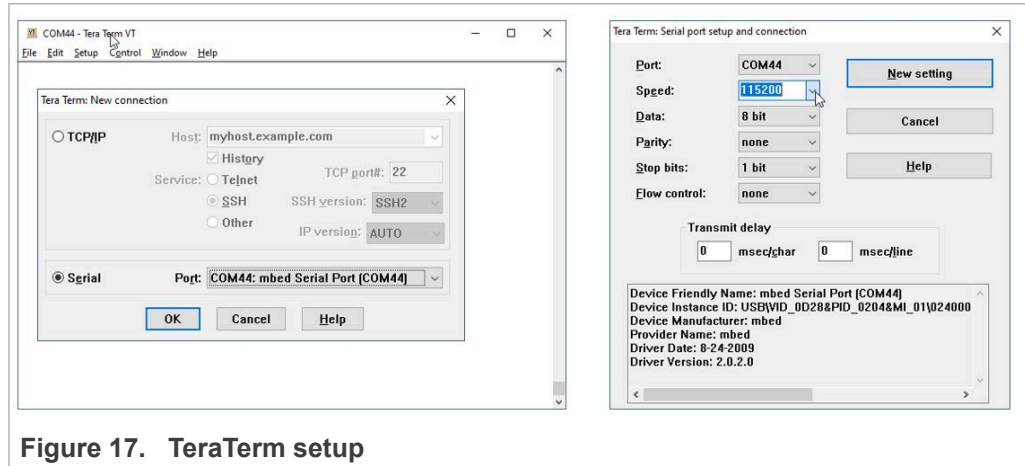 COM44 - Tera Term VT
File Edit Setup Control Window Help
Tera Term: New connection
TCP/IP
Host: myhost.example.com
History
Service: Telnet
TCP port#: 22
SSH
SSH version: SSH2
Other
IP version: AUTO
Serial
Port: COM44: mbed Serial Port (COM44)
OK Cancel Help
Tera Term: Serial port setup and connection
Port: COM44
New setting
Speed: 115200
Data: 8 bit
Cancel
Parity: none
Stop bits: 1 bit
Help
Flow control: none
Transmit delay
0 msec/char 0 msec/line
Device Friendly Name: mbed Serial Port (COM44)
Device Instance ID: USB\VID_0D28&PID_0204&MI_01\024000
Device Manufacturer: mbed
Provider Name: mbed
Driver Date: 8-24-2009
Driver Version: 2.0.2.0
Figure 17. TeraTerm setup